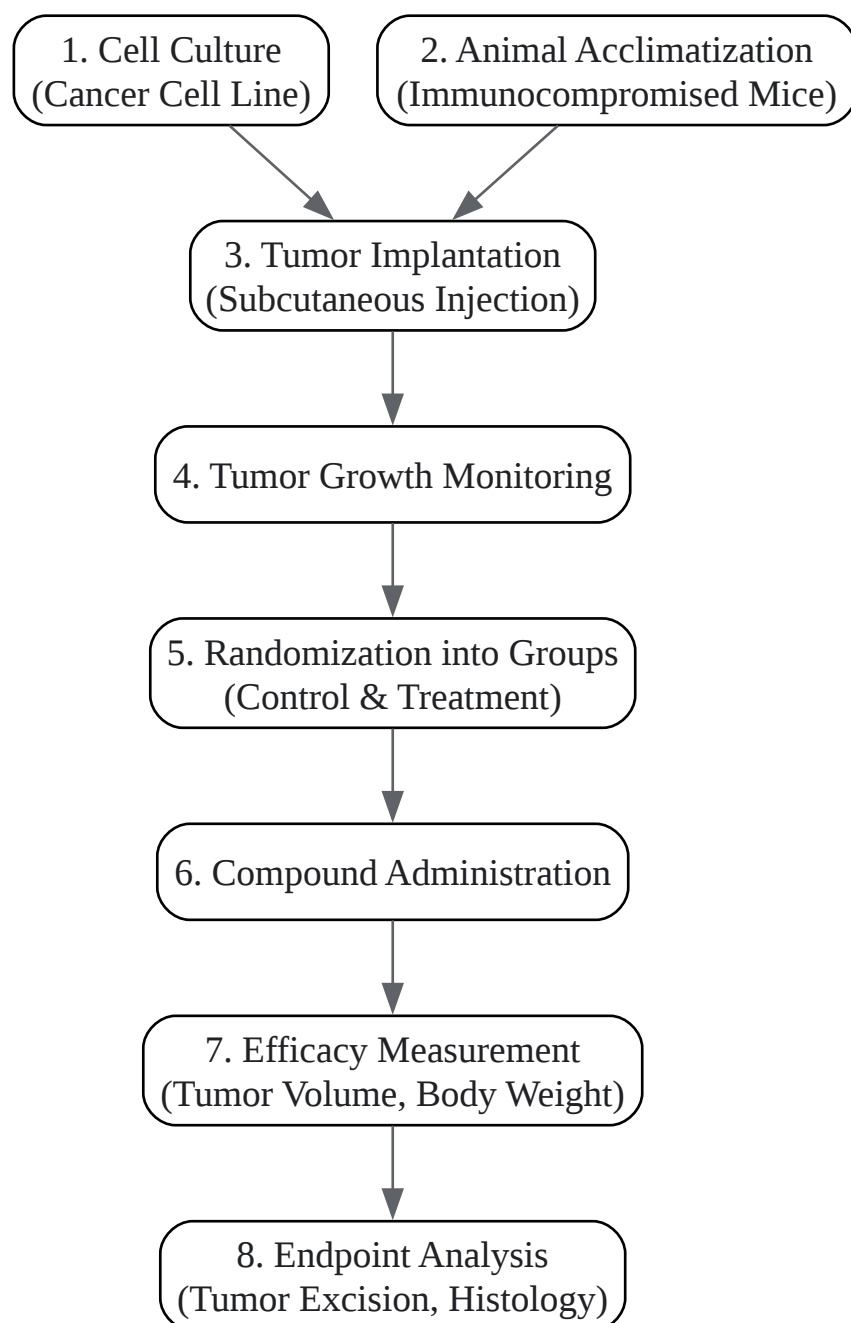 1. Cell Culture
(Cancer Cell Line)
2. Animal Acclimatization
(Immunocompromised Mice)
3. Tumor Implantation
(Subcutaneous Injection)
4. Tumor Growth Monitoring
5. Randomization into Groups
(Control & Treatment)
6. Compound Administration
7. Efficacy Measurement
(Tumor Volume, Body Weight)
8. Endpoint Analysis
(Tumor Excision, Histology)